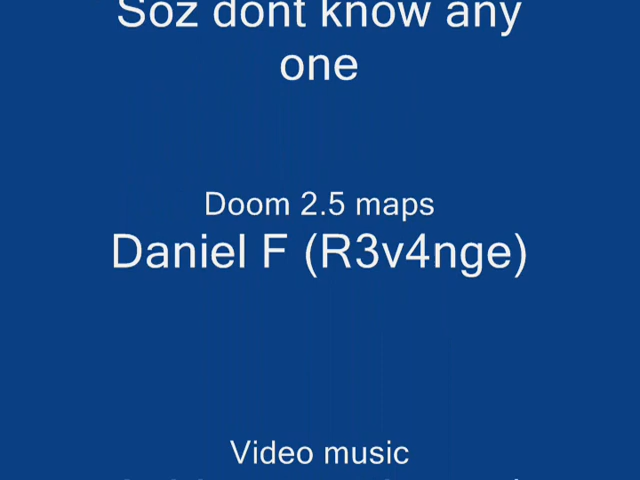 Soz dont know any
one
Doom 2.5 maps
Daniel F (R3v4nge)
Video music